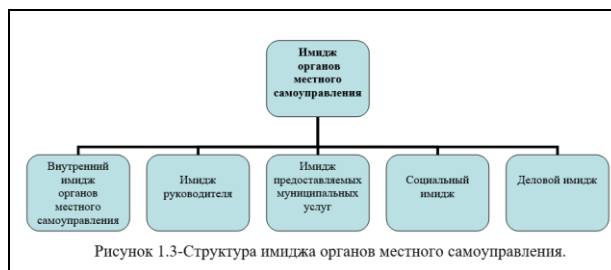 Имидж
органов
местного
самоуправления
Внутренний
имидж
органов
местного
самоуправления
Имидж
руководителя
Имидж
предоставляемых
муниципальных
услуг
Социальный
имидж
Деловой имидж
Рисунок 1.3-Структура имиджа органов местного самоуправления.